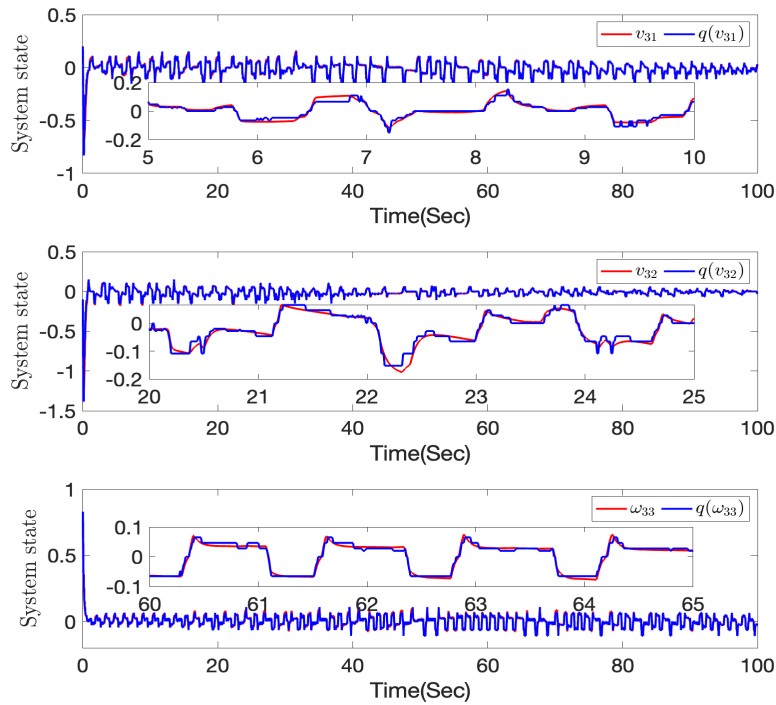 0.5
v31 q(v31)
0
0.2
0
-0.5
-0.2
5 6 7 8 9 10
-1
0 20 40 60 80 100
System state
Time(Sec)
0.5
v32 q(v32)
0
0
-0.5
-0.1
-1
-0.2
20 21 22 23 24 25
-1.5
0 20 40 60 80 100
System state
Time(Sec)
1
ω33 q(ω33)
0.1
0
0.5
-0.1
60 61 62 63 64 65
0
0 20 40 60 80 100
System state
Time(Sec)